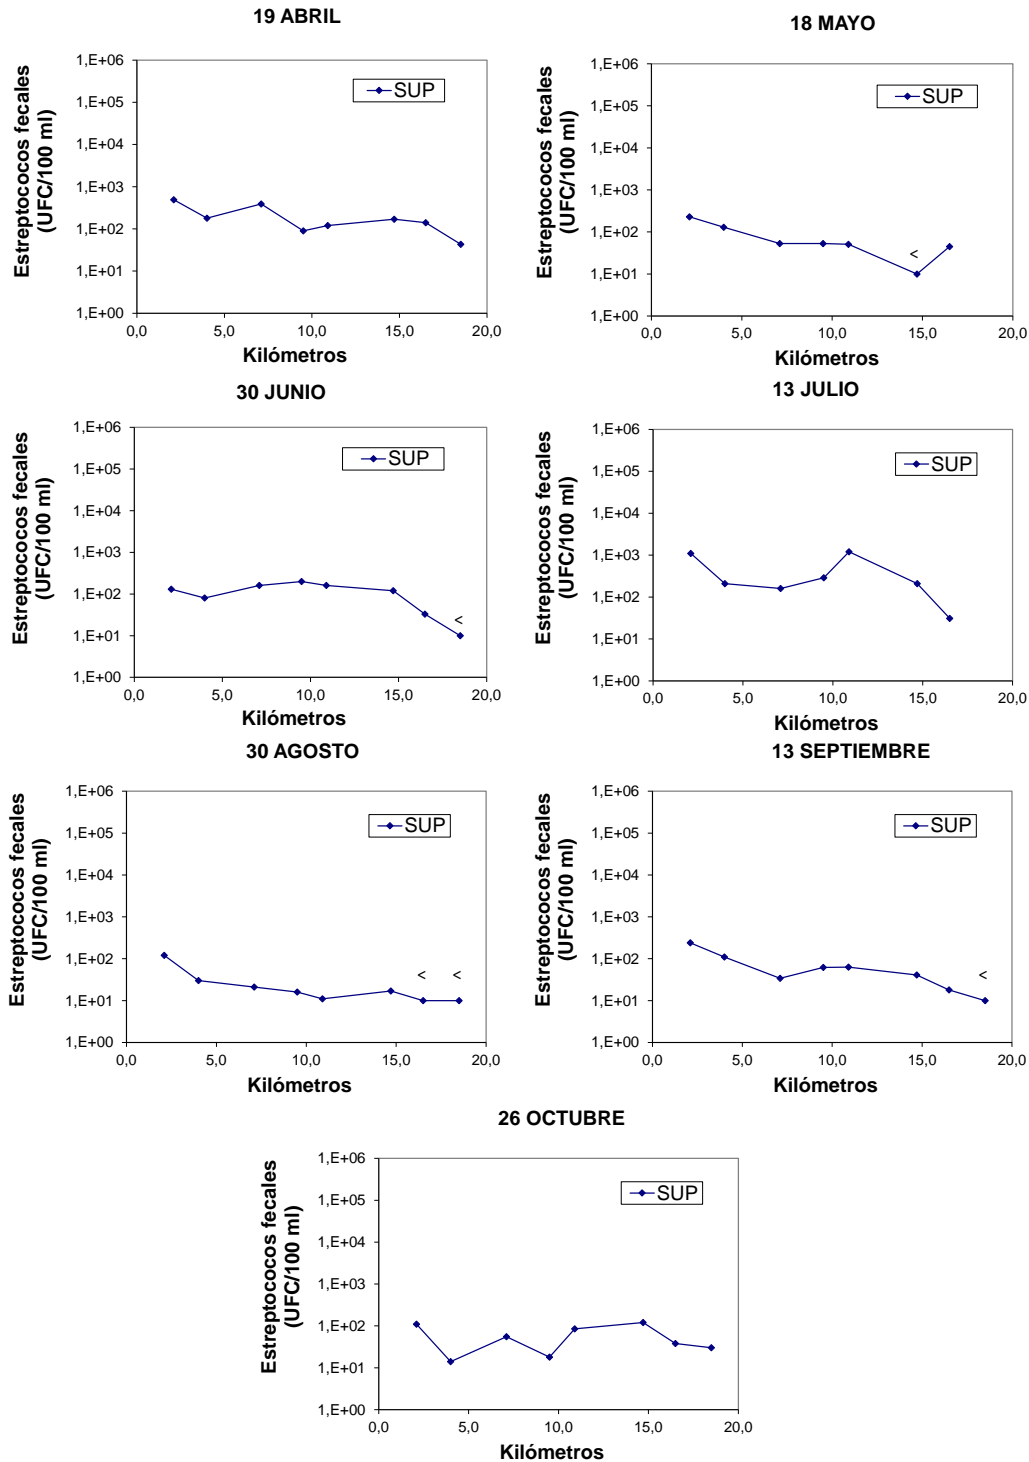 19 ABRIL
Estreptococos fecales
(UFC/100 ml)
1,E+06
1,E+05
1,E+04
1,E+03
1,E+02
1,E+01
1,E+00
SUP
0,0 5,0 10,0 15,0 20,0
Kilómetros
18 MAYO
Estreptococos fecales
(UFC/100 ml)
1,E+06
1,E+05
1,E+04
1,E+03
1,E+02
1,E+01
1,E+00
SUP
<
0,0 5,0 10,0 15,0 20,0
Kilómetros
30 JUNIO
Estreptococos fecales
(UFC/100 ml)
1,E+06
1,E+05
1,E+04
1,E+03
1,E+02
1,E+01
1,E+00
SUP
<
0,0 5,0 10,0 15,0 20,0
Kilómetros
13 JULIO
Estreptococos fecales
(UFC/100 ml)
1,E+06
1,E+05
1,E+04
1,E+03
1,E+02
1,E+01
1,E+00
SUP
0,0 5,0 10,0 15,0 20,0
Kilómetros
30 AGOSTO
Estreptococos fecales
(UFC/100 ml)
1,E+06
1,E+05
1,E+04
1,E+03
1,E+02
1,E+01
1,E+00
SUP
< <
0,0 5,0 10,0 15,0 20,0
Kilómetros
13 SEPTIEMBRE
Estreptococos fecales
(UFC/100 ml)
1,E+06
1,E+05
1,E+04
1,E+03
1,E+02
1,E+01
1,E+00
SUP
<
0,0 5,0 10,0 15,0 20,0
Kilómetros
26 OCTUBRE
Estreptococos fecales
(UFC/100 ml)
1,E+06
1,E+05
1,E+04
1,E+03
1,E+02
1,E+01
1,E+00
SUP
0,0 5,0 10,0 15,0 20,0
Kilómetros